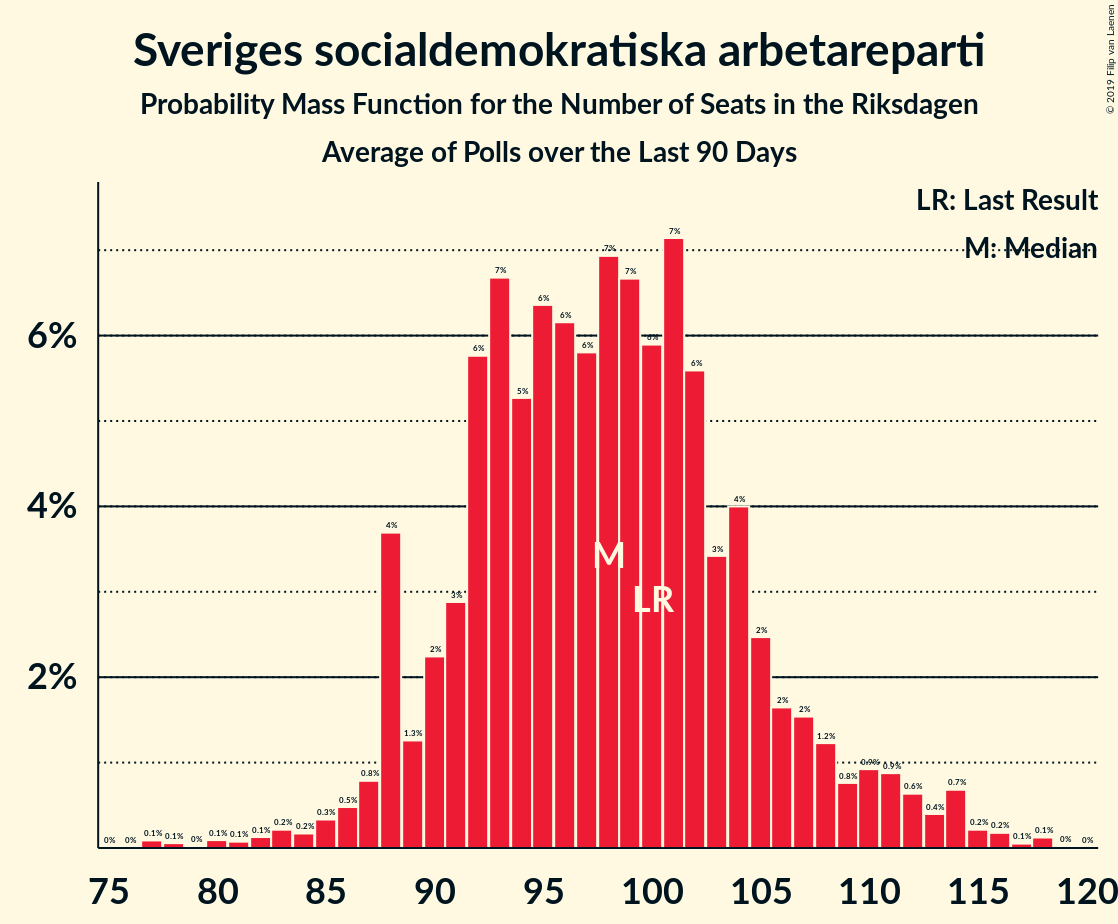 Sveriges socialdemokratiska arbetareparti
Probability Mass Function for the Number of Seats in the Riksdagen
Average of Polls over the Last 90 Days
© 2019 Filip van Laenen
LR: Last Result
M: Median
6%
4%
2%
0% 0% 0.1% 0.1% 0% 0.1% 0.1% 0.1% 0.2% 0.2% 0.3% 0.5% 0.8% 4% 1.3% 2% 3% 6% 7% 5% 6% 6% 6% 7% 7% 6% 7% 6% 3% 4% 2% 2% 2% 1.2% 0.8% 0.9% 0.9% 0.6% 0.4% 0.7% 0.2% 0.2% 0.1% 0.1% 0% 0%
M
LR
75 80 85 90 95 100 105 110 115 120